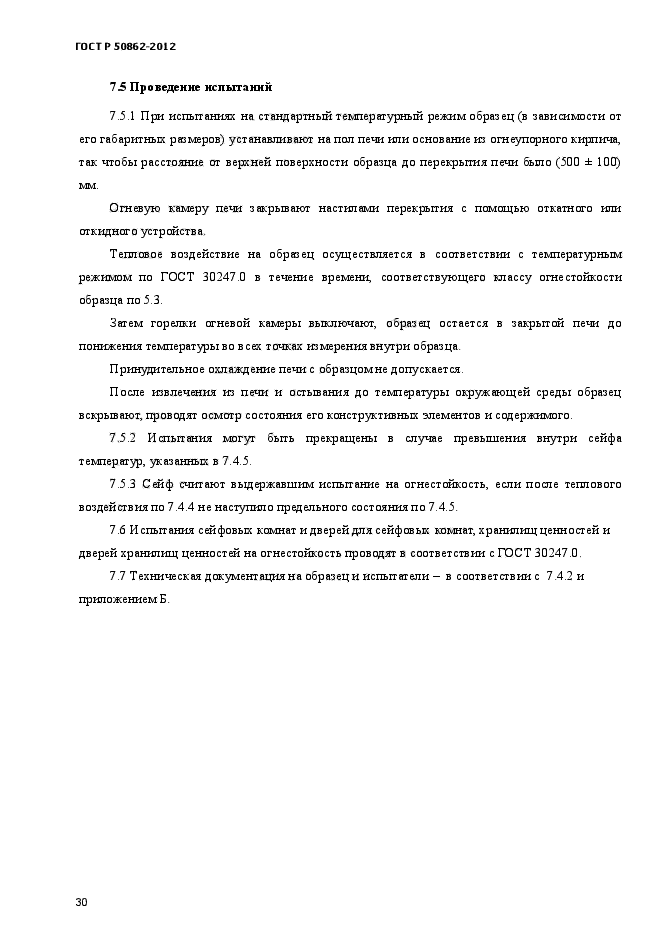 ГОСТ Р 50862-2012
7.5 Проведение испытаний
7.5.1 При испытаниях на стандартный температурный режим образец (в зависимости от
его габаритных размеров) устанавливают на пол печи или основание из огнеупорного кирпича,
так чтобы расстояние от верхней поверхности образца до перекрытия печи было (500 ± 100)
мм.
Огневую камеру печи закрывают настилами перекрытия с помощью откатного или
откидного устройства.
Тепловое воздействие на образец осуществляется в соответствии с температурным
режимом по ГОСТ 30247.0 в течение времени, соответствующего классу огнестойкости
образца по 5.3.
Затем горелки огневой камеры выключают, образец остается в закрытой печи до
понижения температуры во всех точках измерения внутри образца.
Принудительное охлаждение печи с образцом не допускается.
После извлечения из печи и остывания до температуры окружающей среды образец
вскрывают, проводят осмотр состояния его конструктивных элементов и содержимого.
7.5.2 Испытания могут быть прекращены в случае превышения внутри сейфа
температур, указанных в 7.4.5.
7.5.3 Сейф считают выдержавшим испытание на огнестойкость, если после теплового
воздействия по 7.4.4 не наступило предельного состояния по 7.4.5.
7.6 Испытания сейфовых комнат и дверей для сейфовых комнат, хранилищ ценностей и
дверей хранилищ ценностей на огнестойкость проводят в соответствии с ГОСТ 30247.0.
7.7 Техническая документация на образец и испытатели – в соответствии с 7.4.2 и
приложением Б.
30